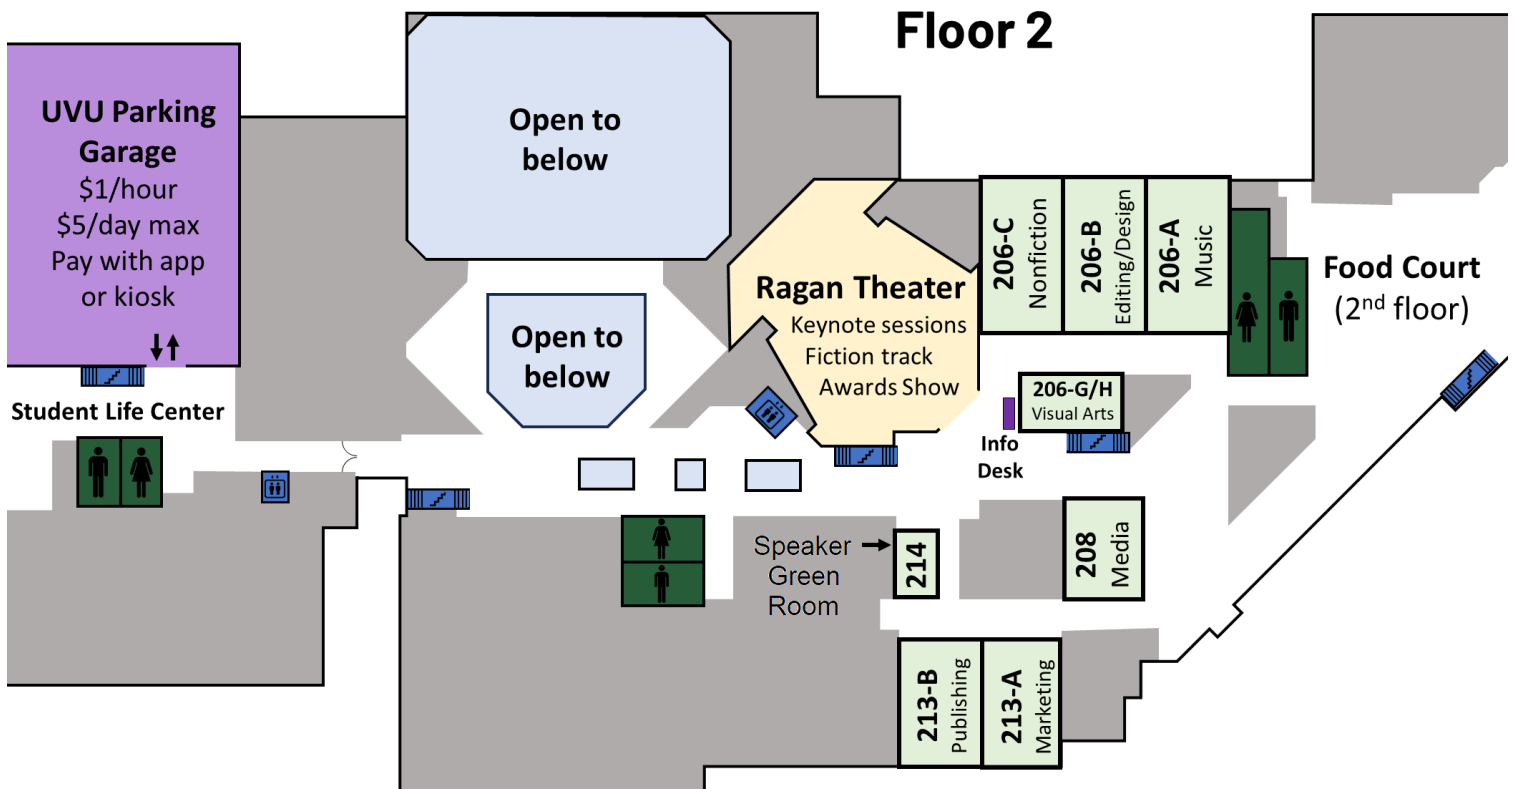 Floor 2
UVU Parking
Garage
$1/hour
$5/day max
Pay with app
or kiosk
Open to
below
Open to
below
Ragan Theater
Keynote sessions
Fiction track
Awards Show
206-C
Nonfiction
206-B
Editing/Design
206-A
Music
Food Court
(2nd floor)
Student Life Center
206-G/H
Visual Arts
Info
Desk
Speaker
Green
Room
214
208
Media
213-B
Publishing
213-A
Marketing